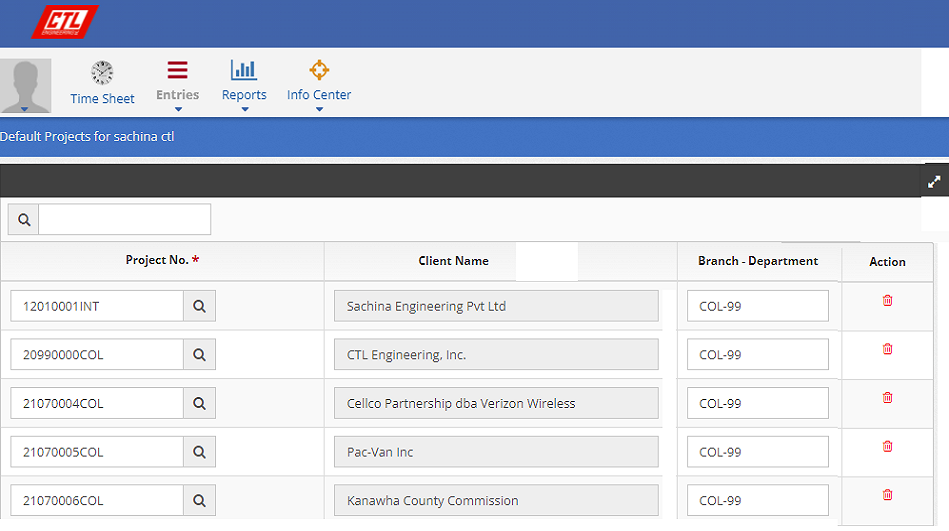 CTL
ENGINEERING
Time Sheet
Entries
Reports
Info Center
Default Projects for sachina ctl
Project No. *
Client Name
Branch - Department
Action
12010001INT
Sachina Engineering Pvt Ltd
COL-99
20990000COL
CTL Engineering, Inc.
COL-99
21070004COL
Cellco Partnership dba Verizon Wireless
COL-99
21070005COL
Pac-Van Inc
COL-99
21070006COL
Kanawha County Commission
COL-99